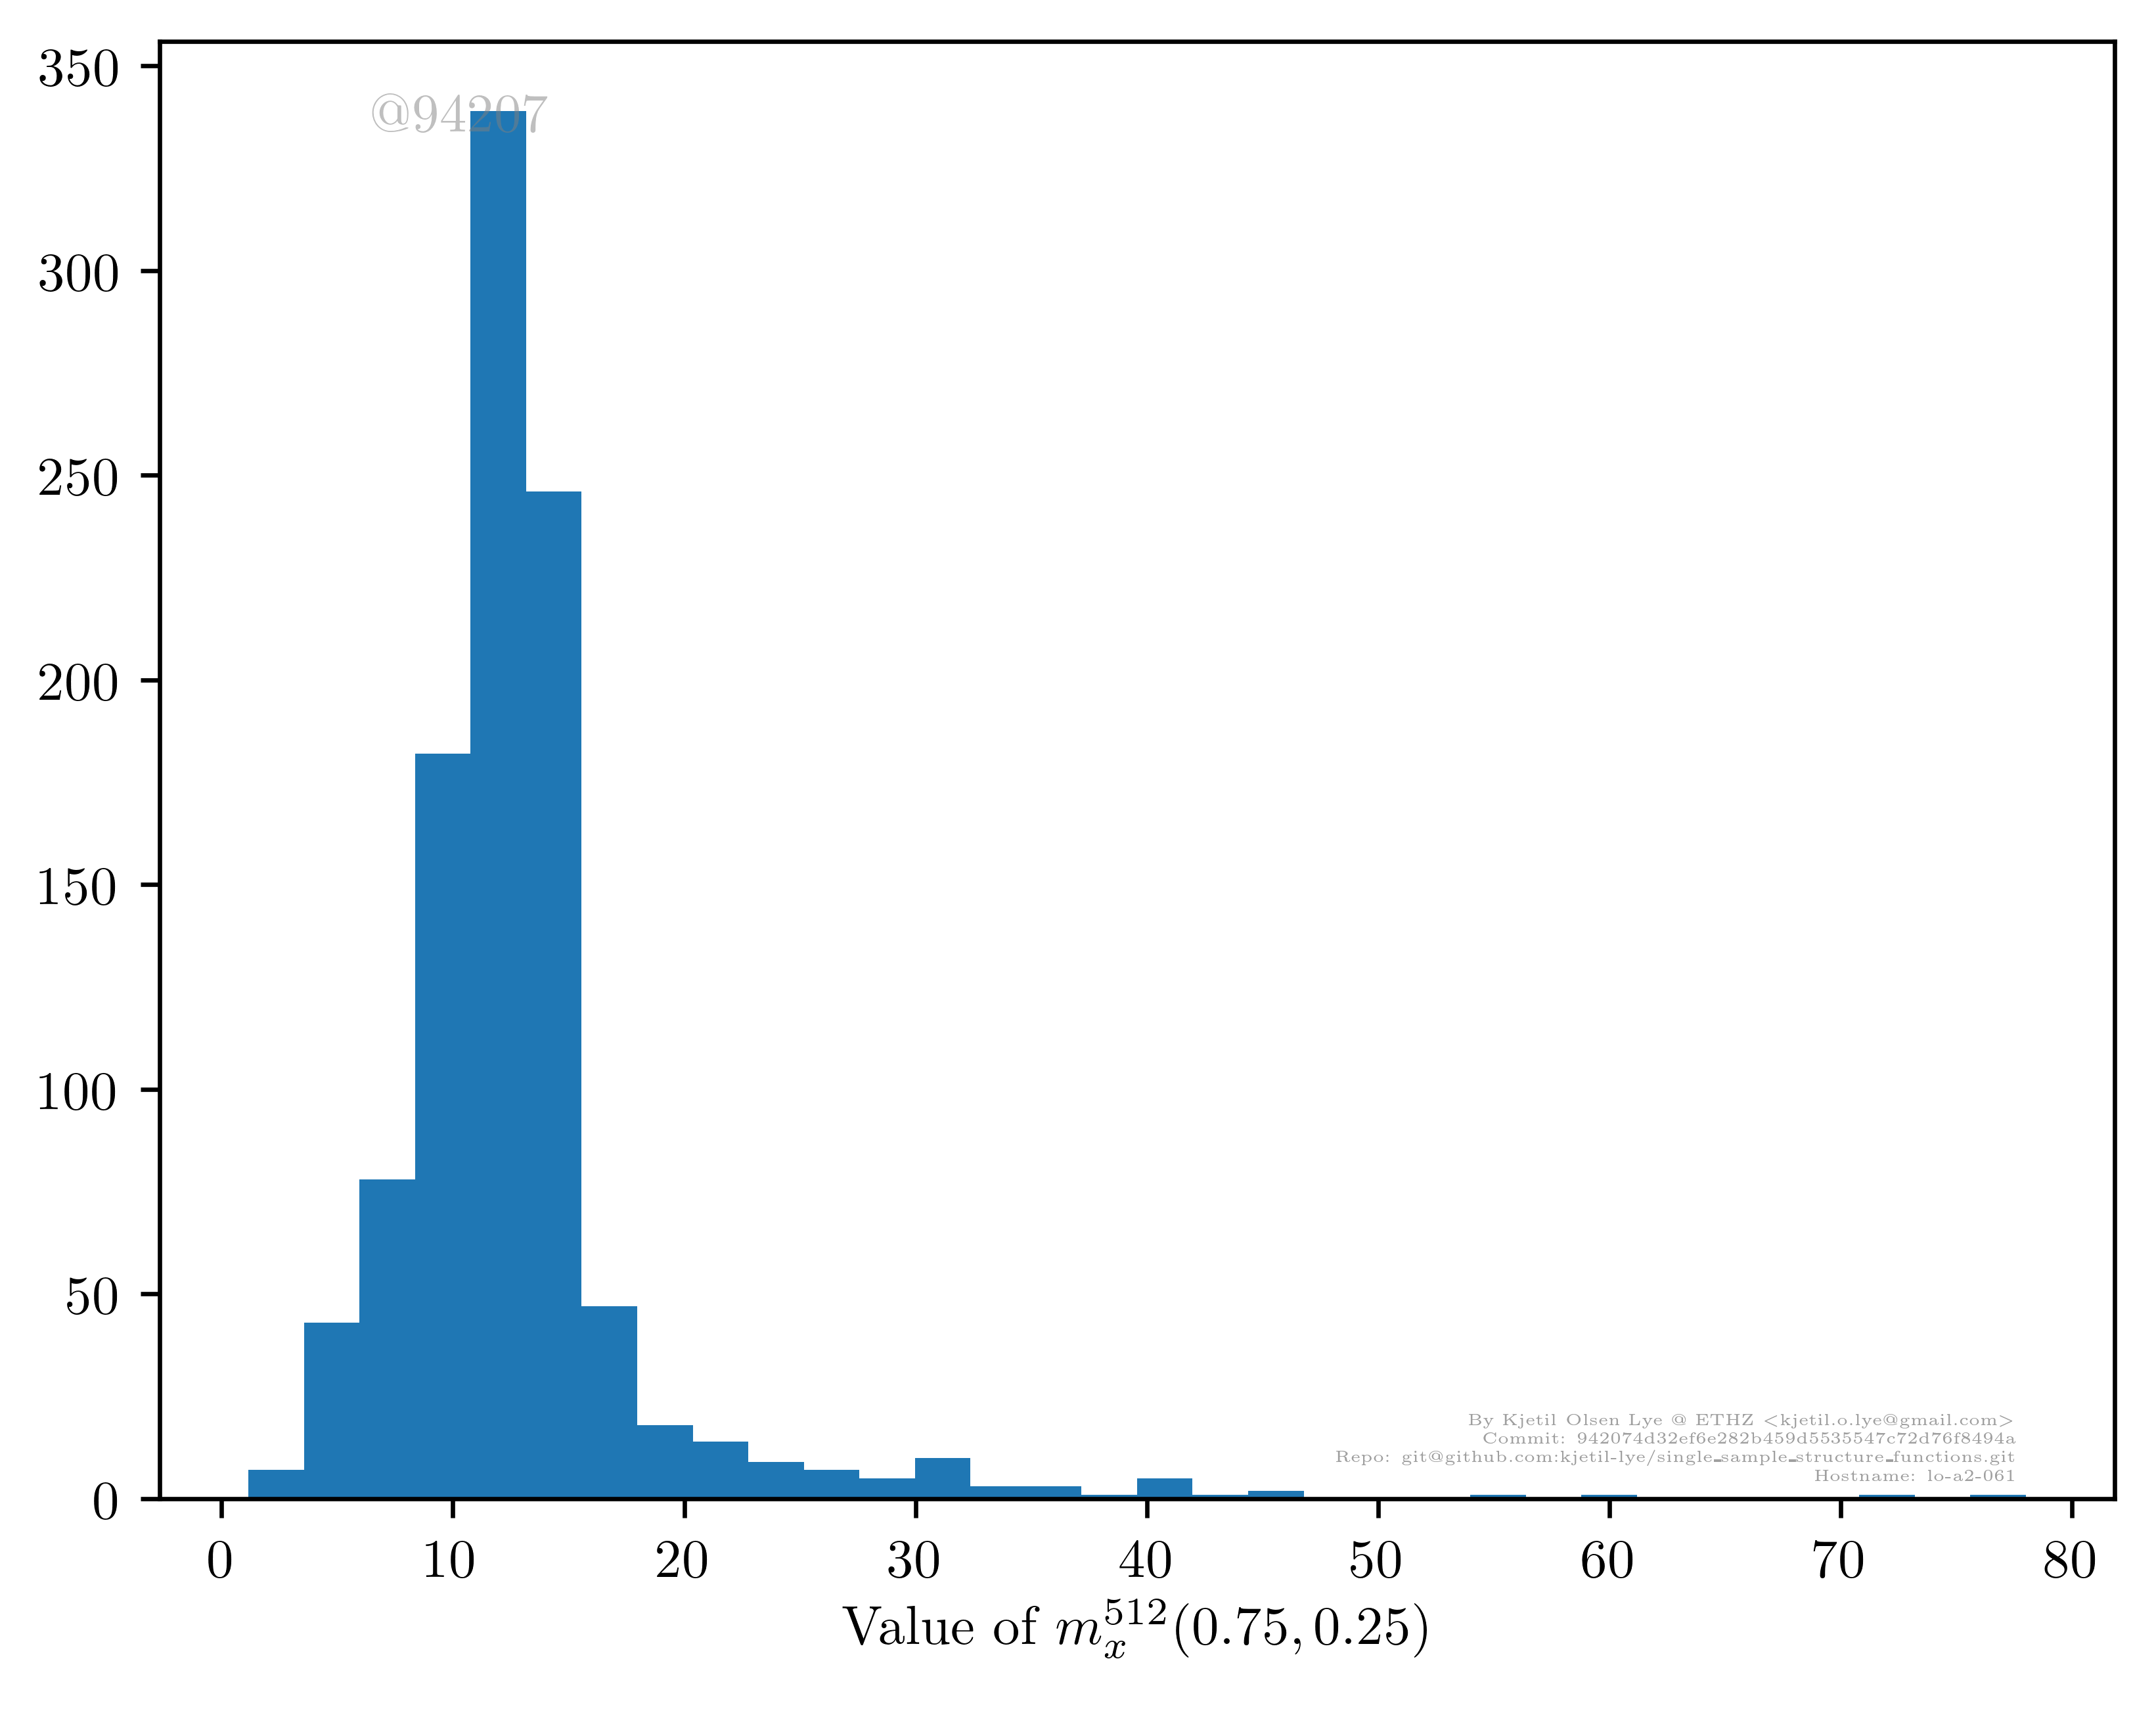 350
@94207
300
250
200
150
100
50
0
By Kjetil Olsen Lye @ ETHZ <kjetil.o.lye@gmail.com>
Commit: 942074d32ef6e282b459d5535547c72d76f8494a
Repo: git@github.com:kjetil-lye/single_sample_structure_functions.git
Hostname: lo-a2-061
0 10 20 30 40 50 60 70 80
Value of $m_x^{512}(0.75, 0.25)$